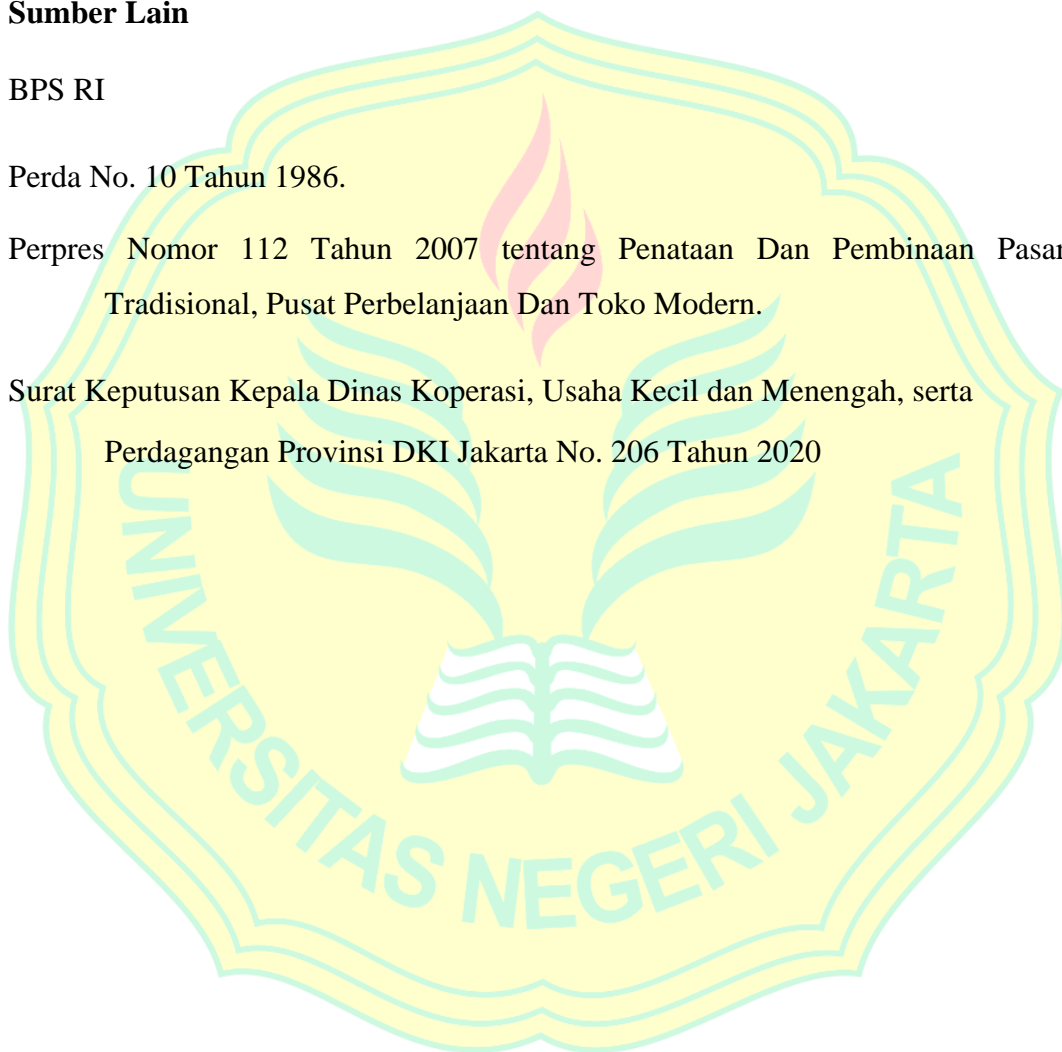 Sumber Lain
BPS RI
Perda No. 10 Tahun 1986.
Perpres Nomor 112 Tahun 2007 tentang Penataan Dan Pembinaan Pasar
Tradisional, Pusat Perbelanjaan Dan Toko Modern.
Surat Keputusan Kepala Dinas Koperasi, Usaha Kecil dan Menengah, serta
Perdagangan Provinsi DKI Jakarta No. 206 Tahun 2020
UNIVERSITAS NEGERI JAKARTA